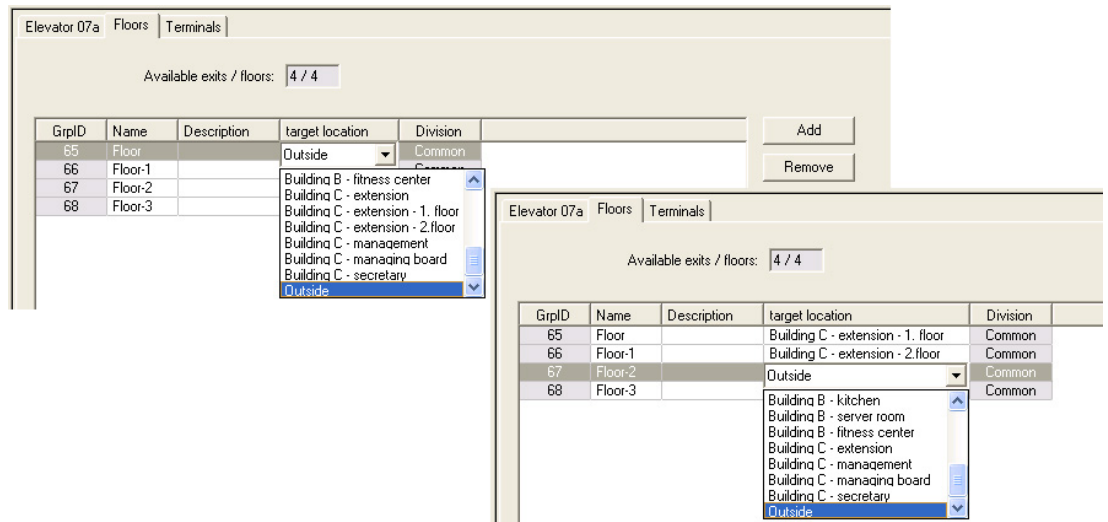 Elevator 07a Floors Terminals
Available exits / floors: 4 / 4
GrpID Name Description target location Division
65 Floor Outside Common
66 Floor-1
67 Floor-2
68 Floor-3
Building B - fitness center
Building C - extension
Building C - extension - 1. floor
Building C - extension - 2.floor
Building C - management
Building C - managing board
Building C - secretary
Outside
Add
Remove
Elevator 07a Floors Terminals
Available exits / floors: 4 / 4
GrpID Name Description target location Division
65 Floor Building C - extension - 1. floor Common
66 Floor-1 Building C - extension - 2.floor Common
67 Floor-2 Outside Common
68 Floor-3 Common
Building B - kitchen
Building B - server room
Building B - fitness center
Building C - extension
Building C - management
Building C - managing board
Building C - secretary
Outside